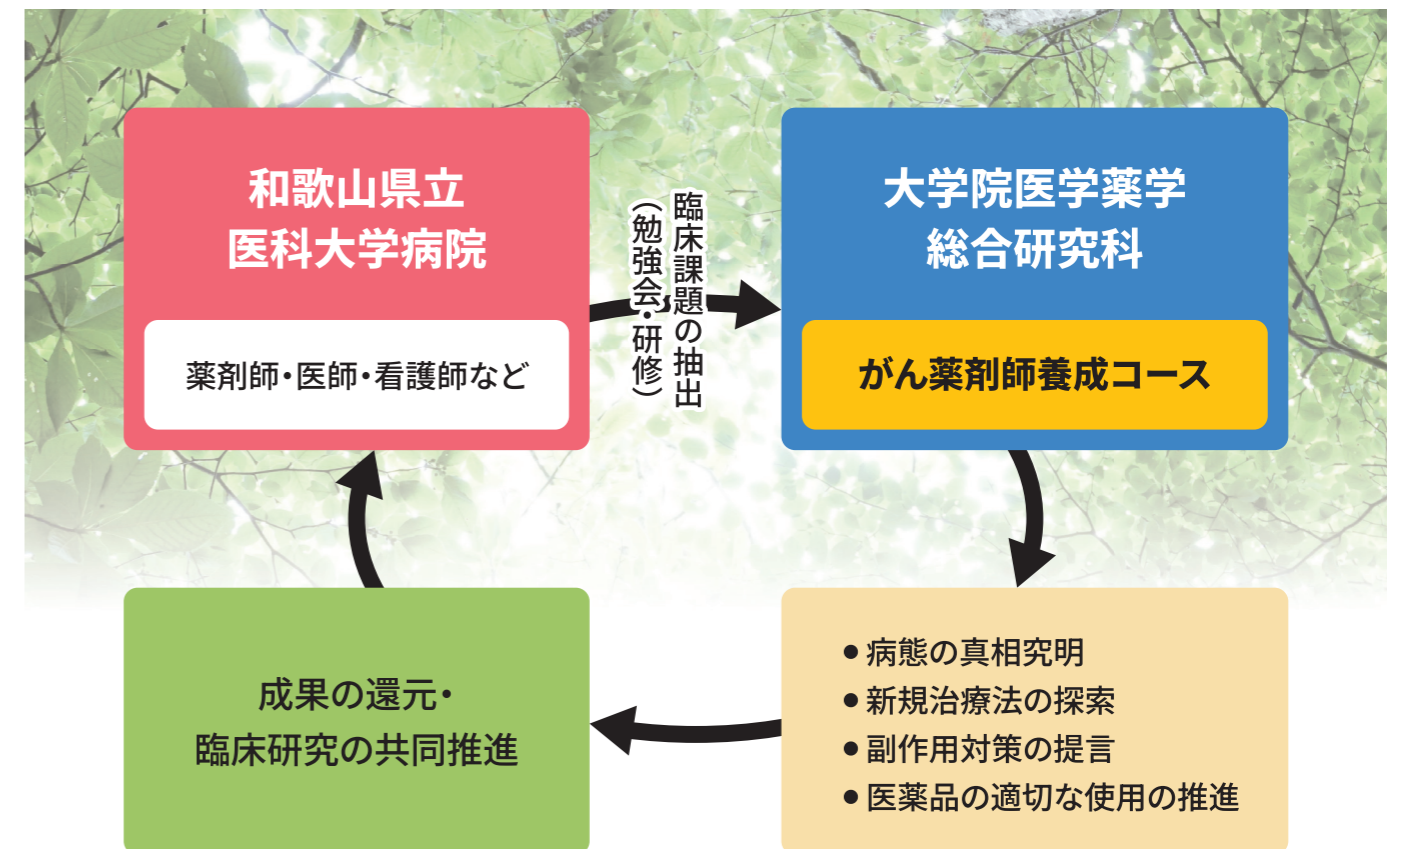 和歌山県立
医科大学病院
薬剤師・医師・看護師など
臨床課題の抽出
（勉強会・研修）
大学院医学薬学
総合研究科
がん薬剤師養成コース
●病態の真相究明
●新規治療法の探索
●副作用対策の提言
●医薬品の適切な使用の推進
成果の還元・
臨床研究の共同推進